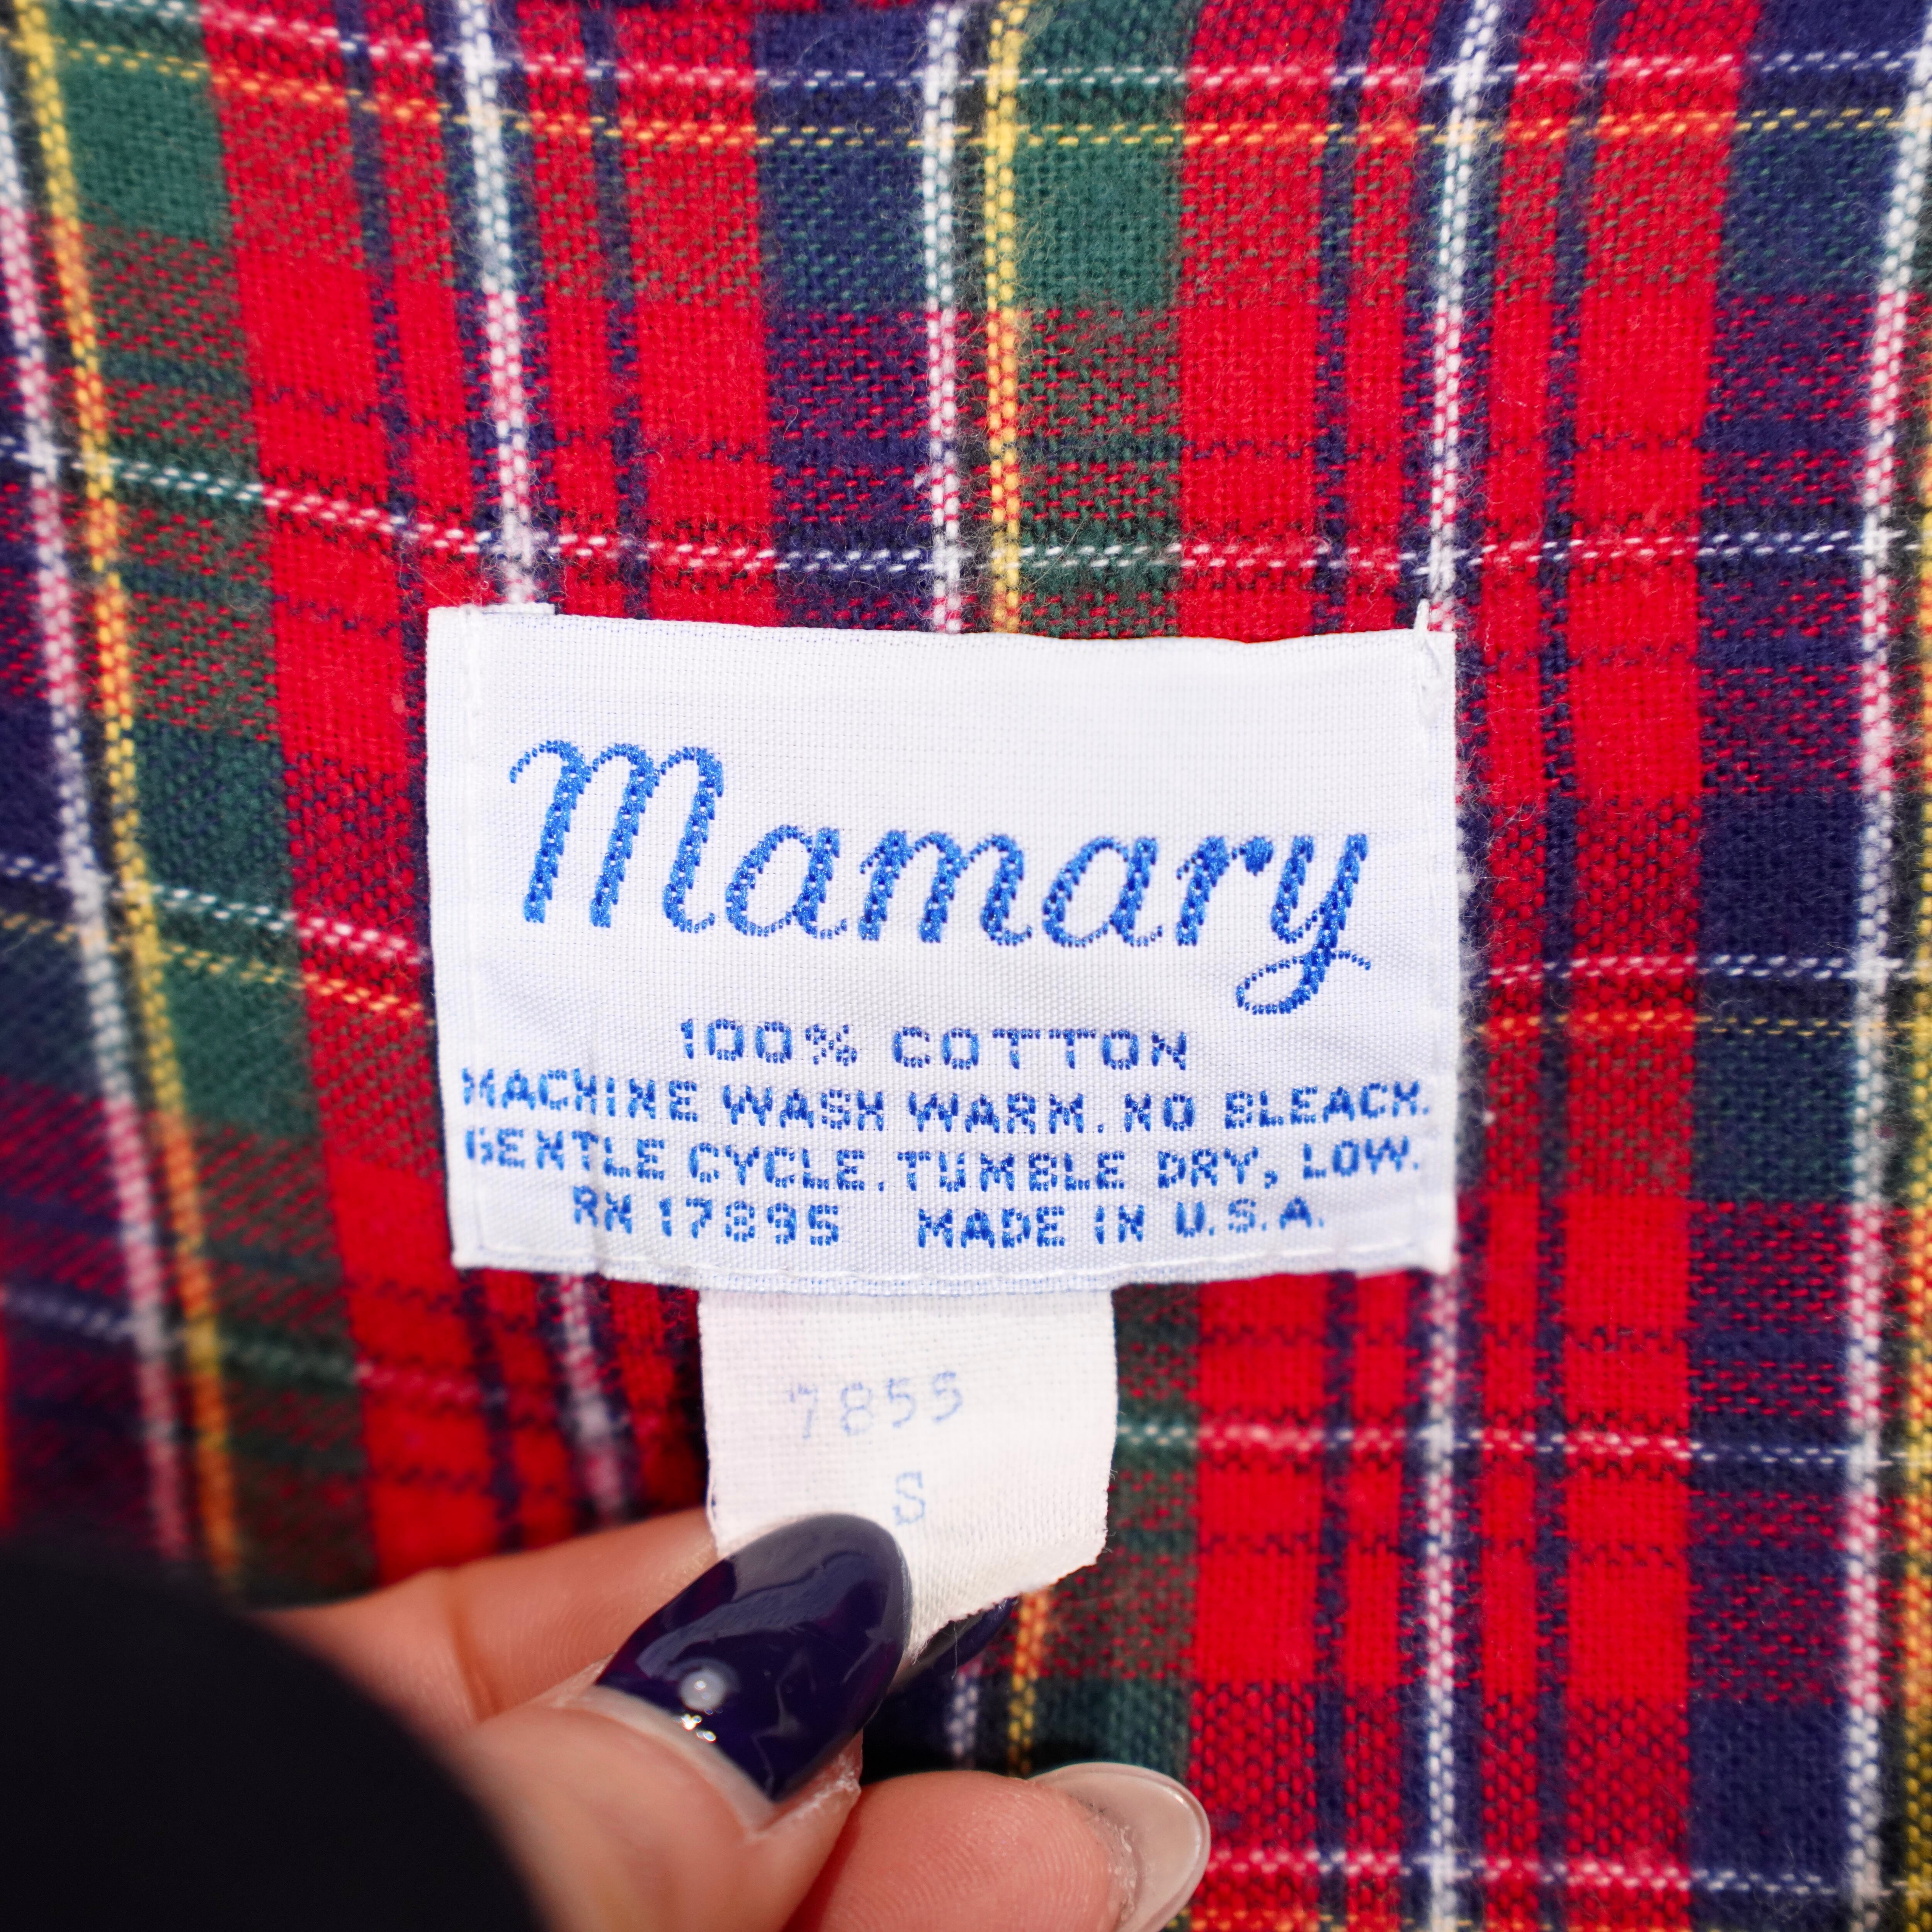 Mamary
100% COTTON
MACHINE WASH WARM. NO BLEACH.
GENTLE CYCLE. TUMBLE DRY, LOW.
RN 17895 MADE IN U.S.A.
7855
S